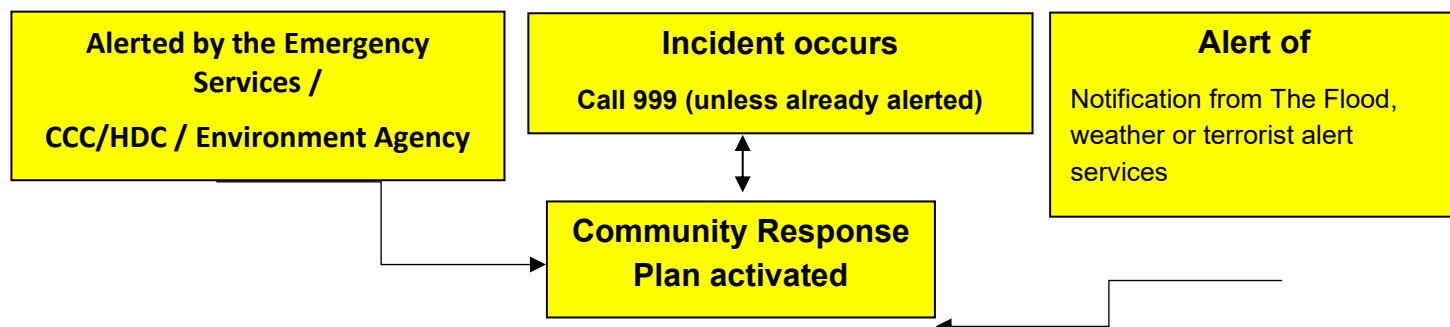 Alerted by the Emergency
Services /
CCC/HDC / Environment Agency
Incident occurs
Call 999 (unless already alerted)
Alert of
Notification from The Flood,
weather or terrorist alert
services
Community Response
Plan activated